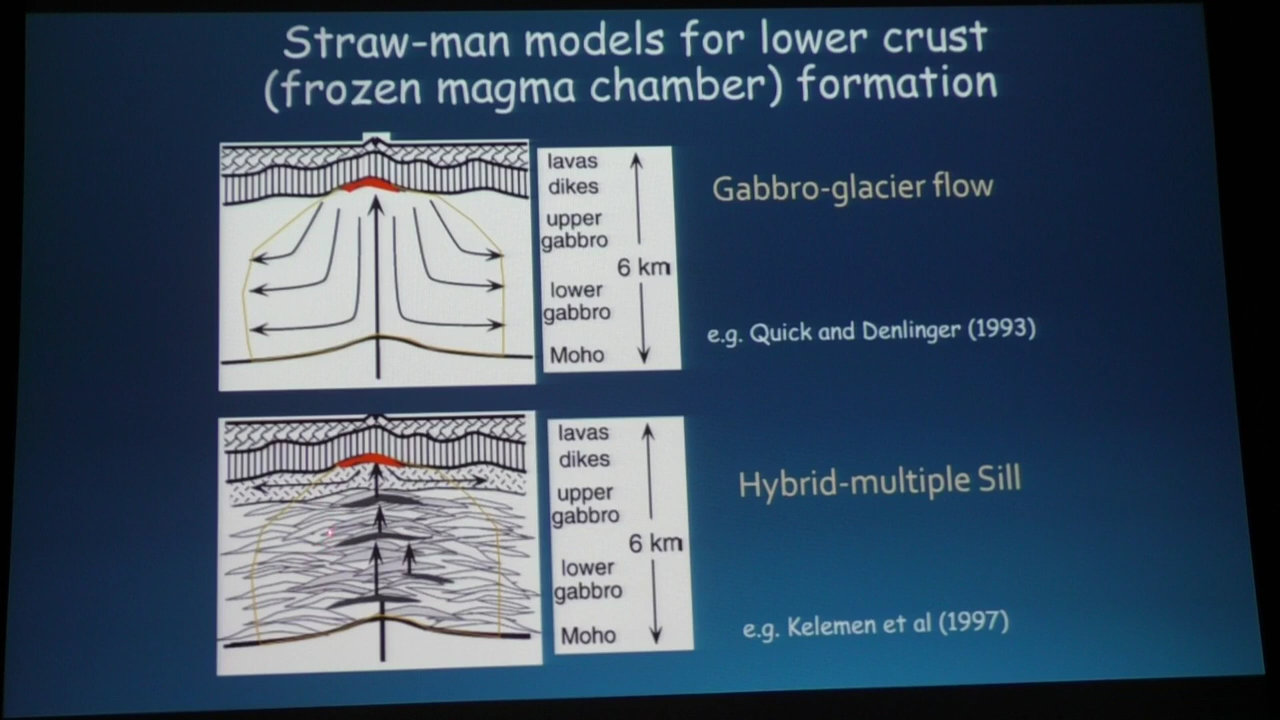 Straw-man models for lower crust
(frozen magma chamber) formation
lavas
dikes
upper
gabbro
6 km
lower
gabbro
Moho
Gabbro-glacier flow
e.g. Quick and Denlinger (1993)
lavas
dikes
upper
gabbro
6 km
lower
gabbro
Moho
Hybrid-multiple Sill
e.g. Kelemen et al (1997)